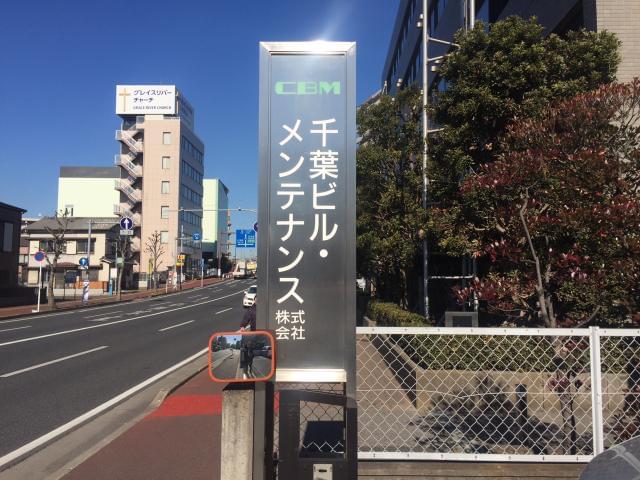 グレイスリバー
チャーチ
GRACE RIVER CHURCH
CBM
千葉ビル・
メンテナンス
株式
会社